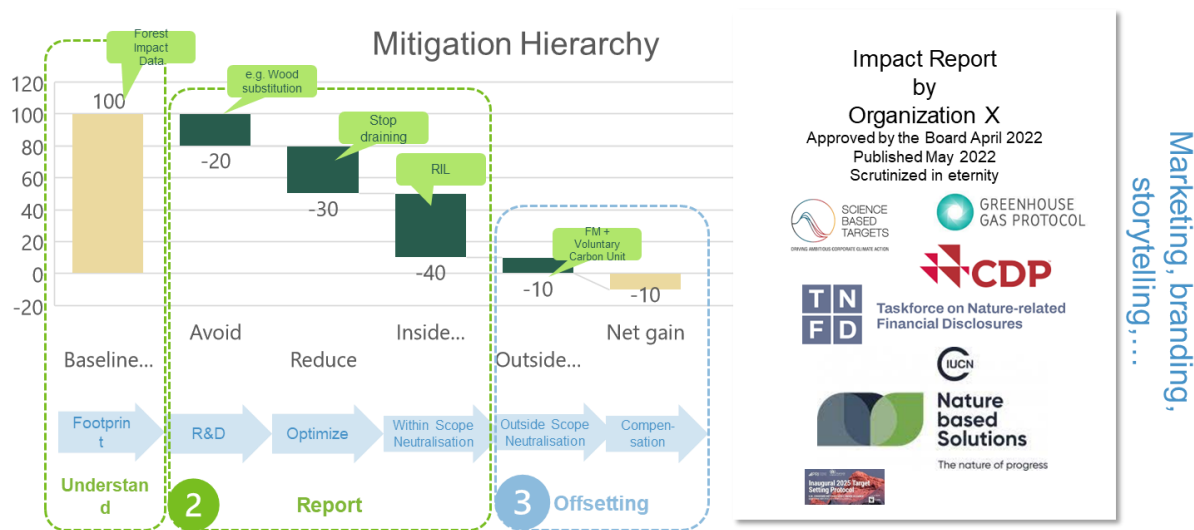 Mitigation Hierarchy
Forest
Impact
Data
e.g. Wood
substitution
Stop
draining
RIL
FM +
Voluntary
Carbon Unit
120
100
80
60
40
20
0
-20
100
-20
-30
-40
-10
-10
Baseline...
Avoid
Reduce
Inside...
Outside...
Net gain
Footprin
t
R&D
Optimize
Within Scope
Neutralisation
Outside Scope
Neutralisation
Compen-
sation
Understan
d
2
Report
3
Offsetting
Impact Report
by
Organization X
Approved by the Board April 2022
Published May 2022
Scrutinized in eternity
SCIENCE
BASED
TARGETS
DRIVING AMBITIOUS CORPORATE CLIMATE ACTION
GREENHOUSE
GAS PROTOCOL
CDP
TN
FD
Taskforce on Nature-related
Financial Disclosures
IUCN
Nature
based
Solutions
The nature of progress
Inaugural 2025 Target
Setting Protocol
Marketing, branding,
storytelling,...